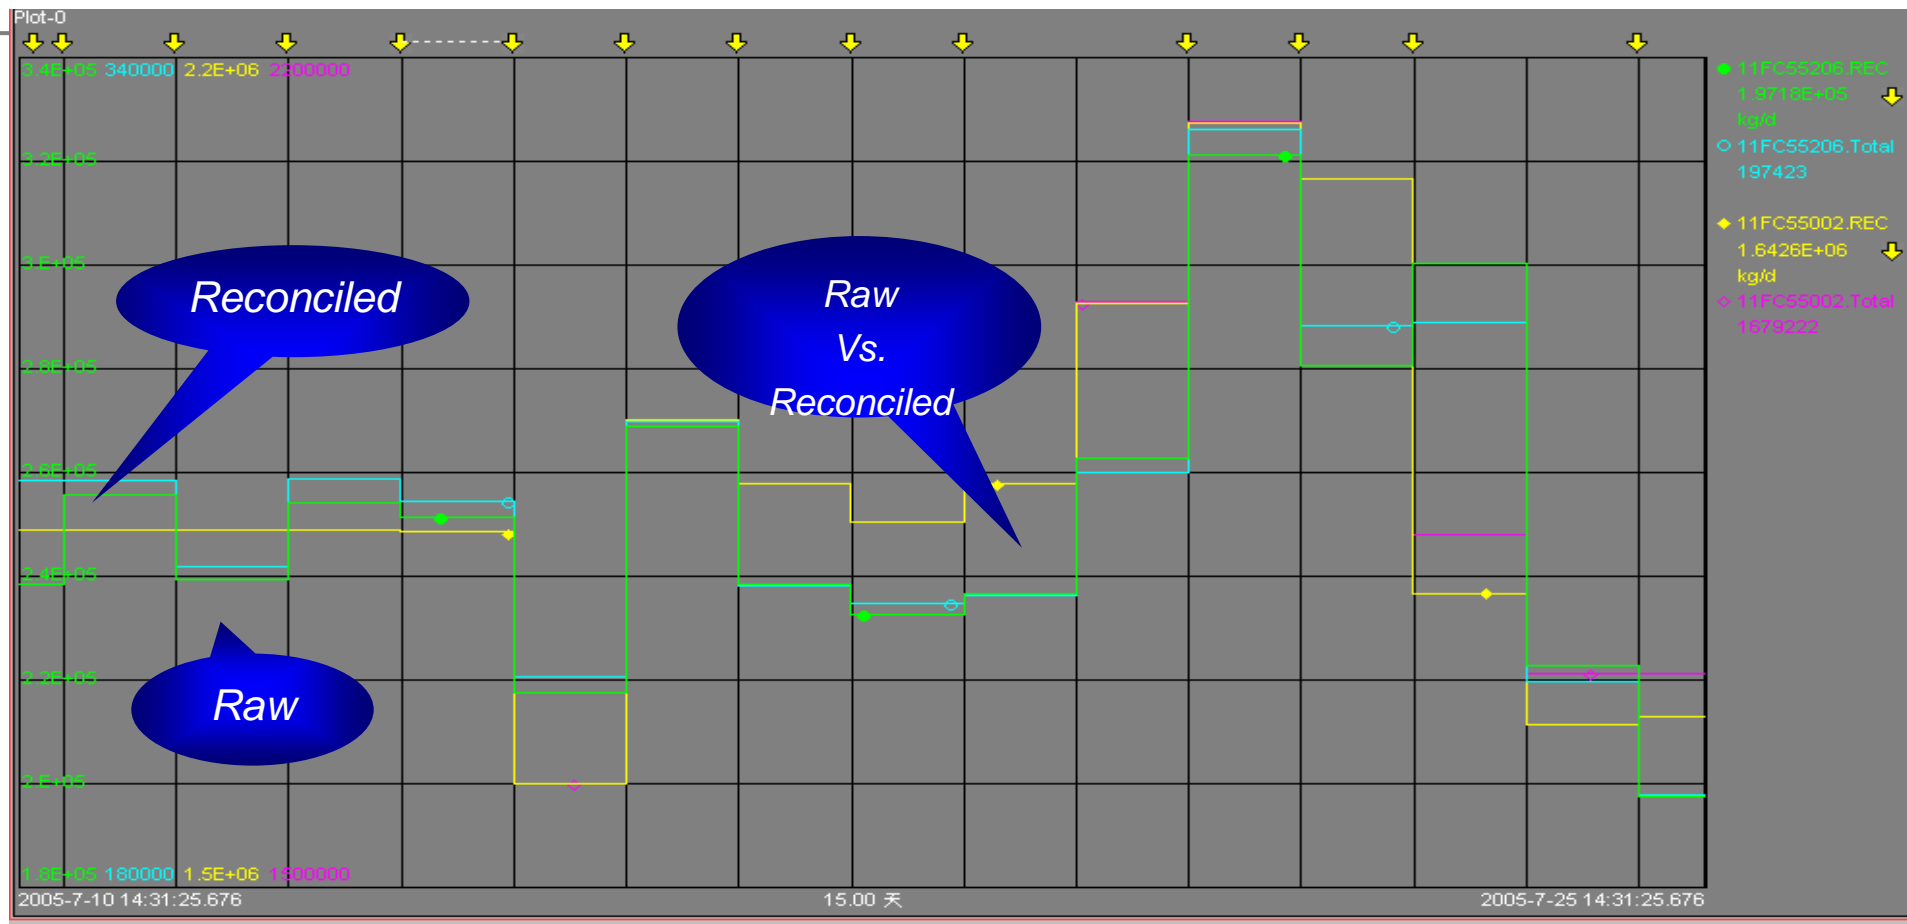 Plot-0
3.4E+05 340000 2.2E+06 2200000
3.2E+05
3.E+05
2.8E+05
2.6E+05
2.4E+05
2.2E+05
2.E+05
1.8E+05 180000 1.5E+06 1500000
2005-7-10 14:31:25.676
15.00 天
2005-7-25 14:31:25.676
Reconciled
Raw
Raw
Vs.
Reconciled
11FC55206.REC
1.9718E+05
kg/d
11FC55206.Total
197423
11FC55002.REC
1.6426E+06
kg/d
11FC55002.Total
1679222